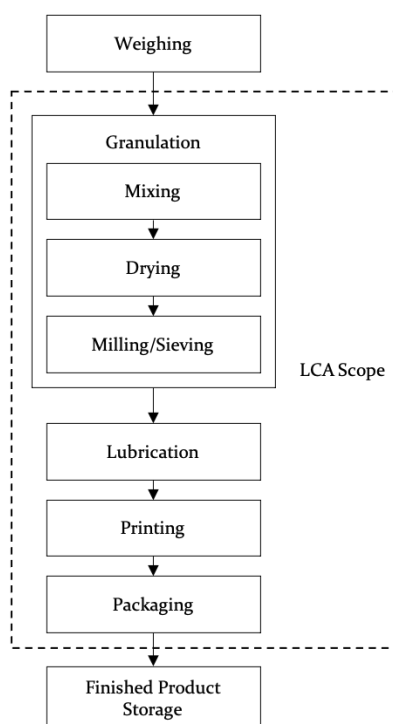 Weighing
Granulation
Mixing
Drying
Milling/Sieving
LCA Scope
Lubrication
Printing
Packaging
Finished Product
Storage